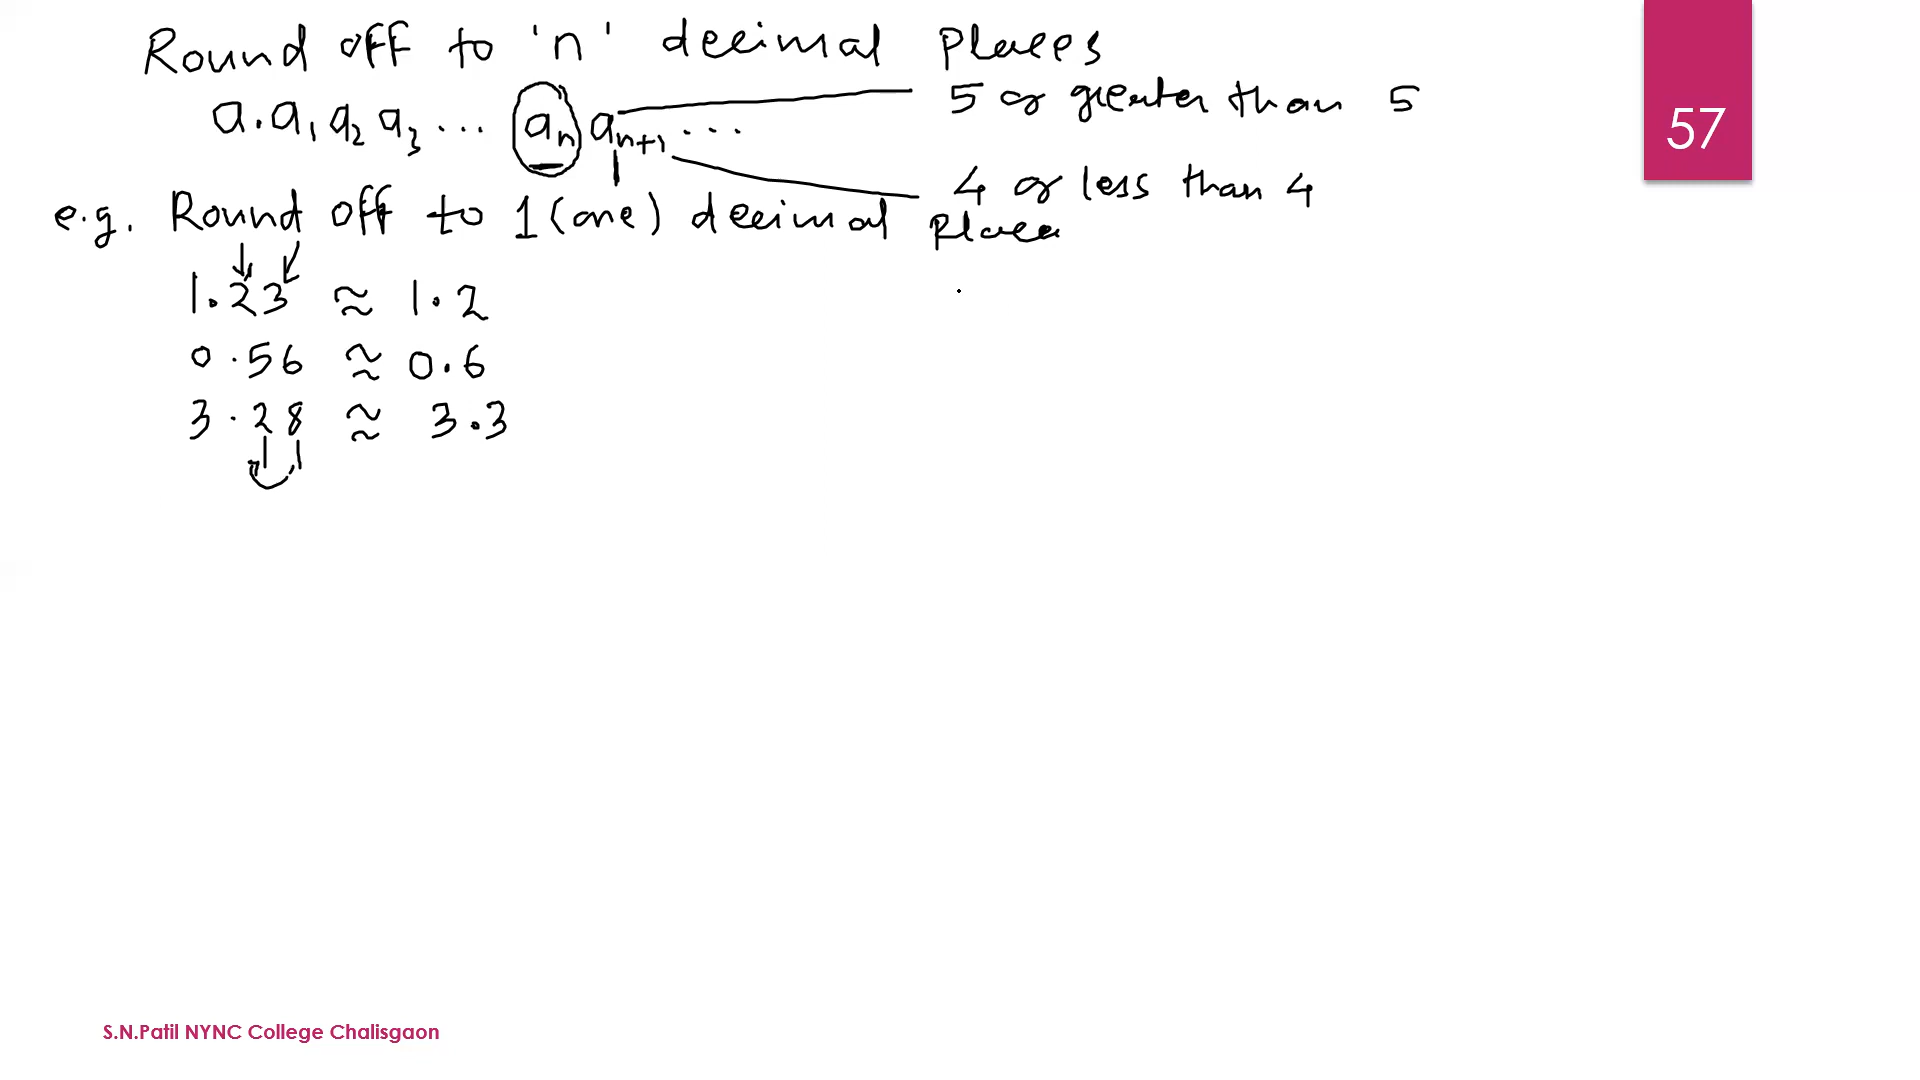 Round off to 'n' decimal places
a.a₁a₂a₃... aₙ aₙ₊₁...
5 or greater than 5
57
4 or less than 4
e.g. Round off to 1 (one) decimal place
1.23 ≈ 1.2
0.56 ≈ 0.6
3.28 ≈ 3.3
S.N.Patil NYNC College Chalisgaon